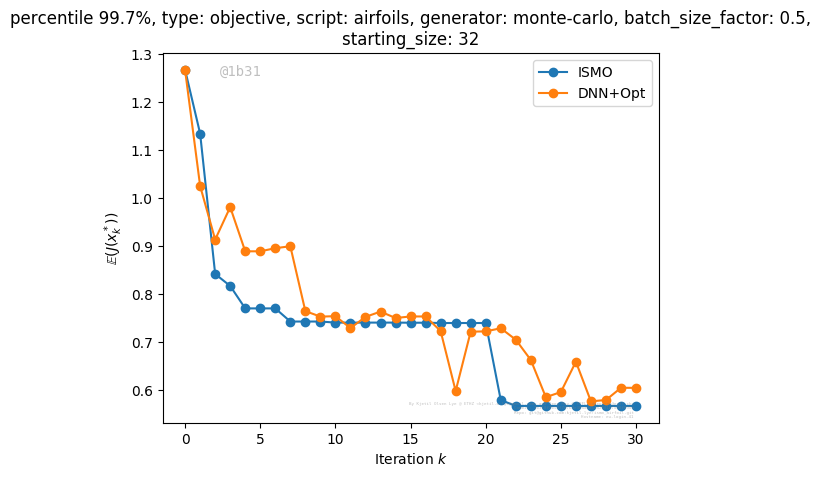 percentile 99.7%, type: objective, script: airfoils, generator: monte-carlo, batch_size_factor: 0.5,
starting_size: 32
@1b31
ISMO
DNN+Opt
1.3
1.2
1.1
1.0
0.9
0.8
0.7
0.6
𝔼(J(x*ₖ))
0
5
10
15
20
25
30
Iteration k